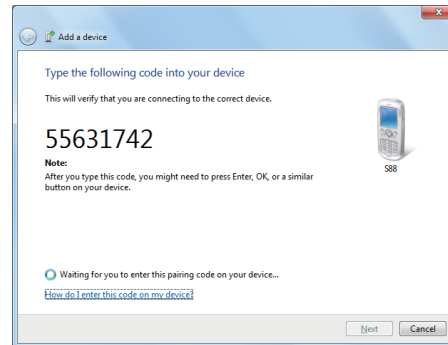 Add a device
Type the following code into your device
This will verify that you are connecting to the correct device.
55631742
Note:
After you type this code, you might need to press Enter, OK, or a similar
button on your device.
S88
Waiting for you to enter this pairing code on your device...
How do I enter this code on my device?
Next Cancel